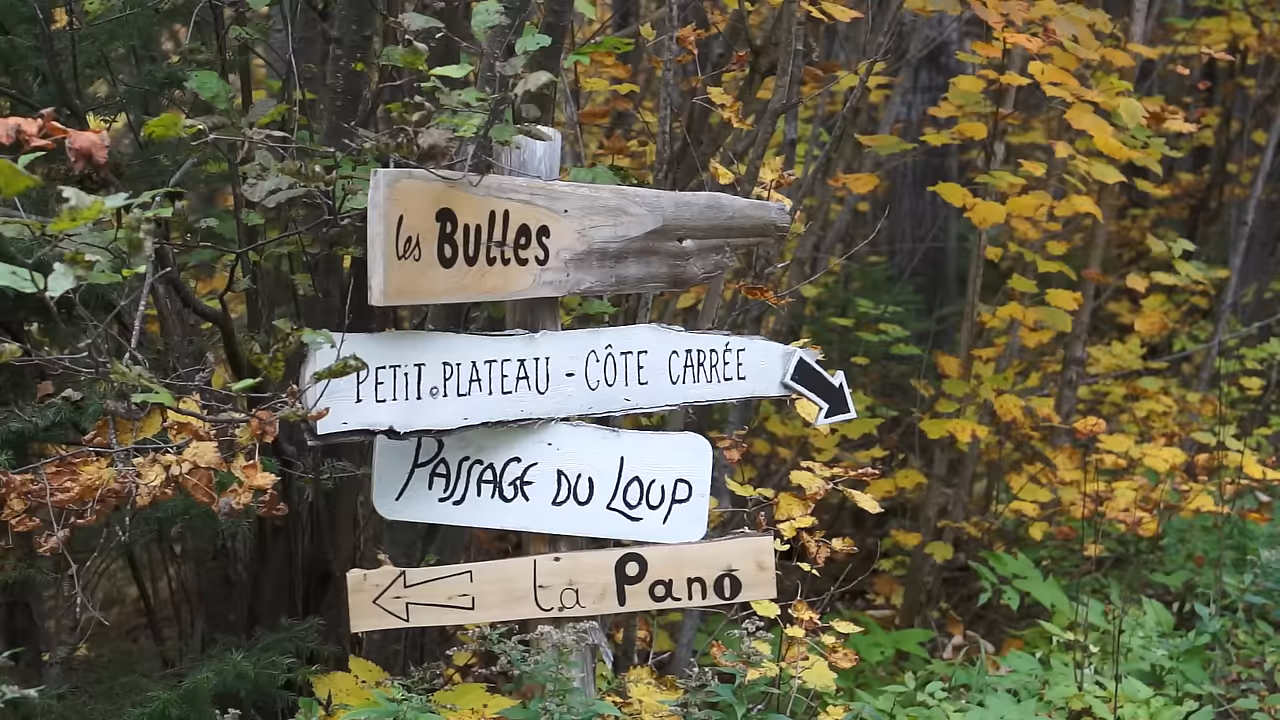 les Bulles
PETIT PLATEAU - CÔTE CARRÉE
PASSAGE DU LOUP
La Pano